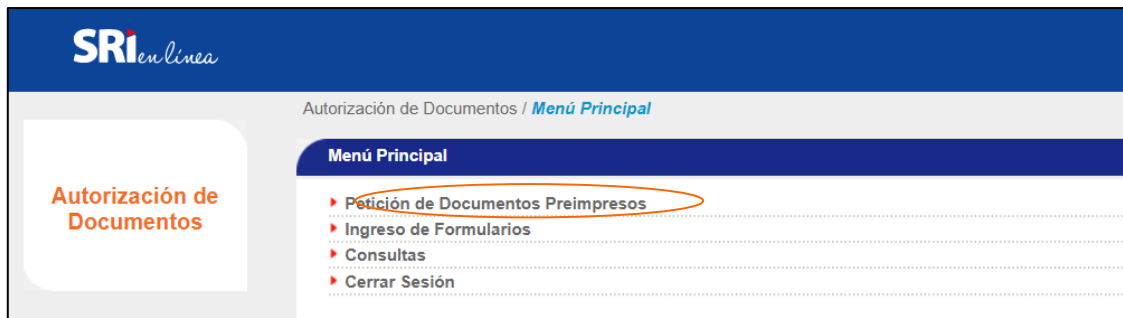 SRi en línea
Autorización de Documentos / Menú Principal
Menú Principal
Autorización de
Documentos
Petición de Documentos Preimpresos
Ingreso de Formularios
Consultas
Cerrar Sesión